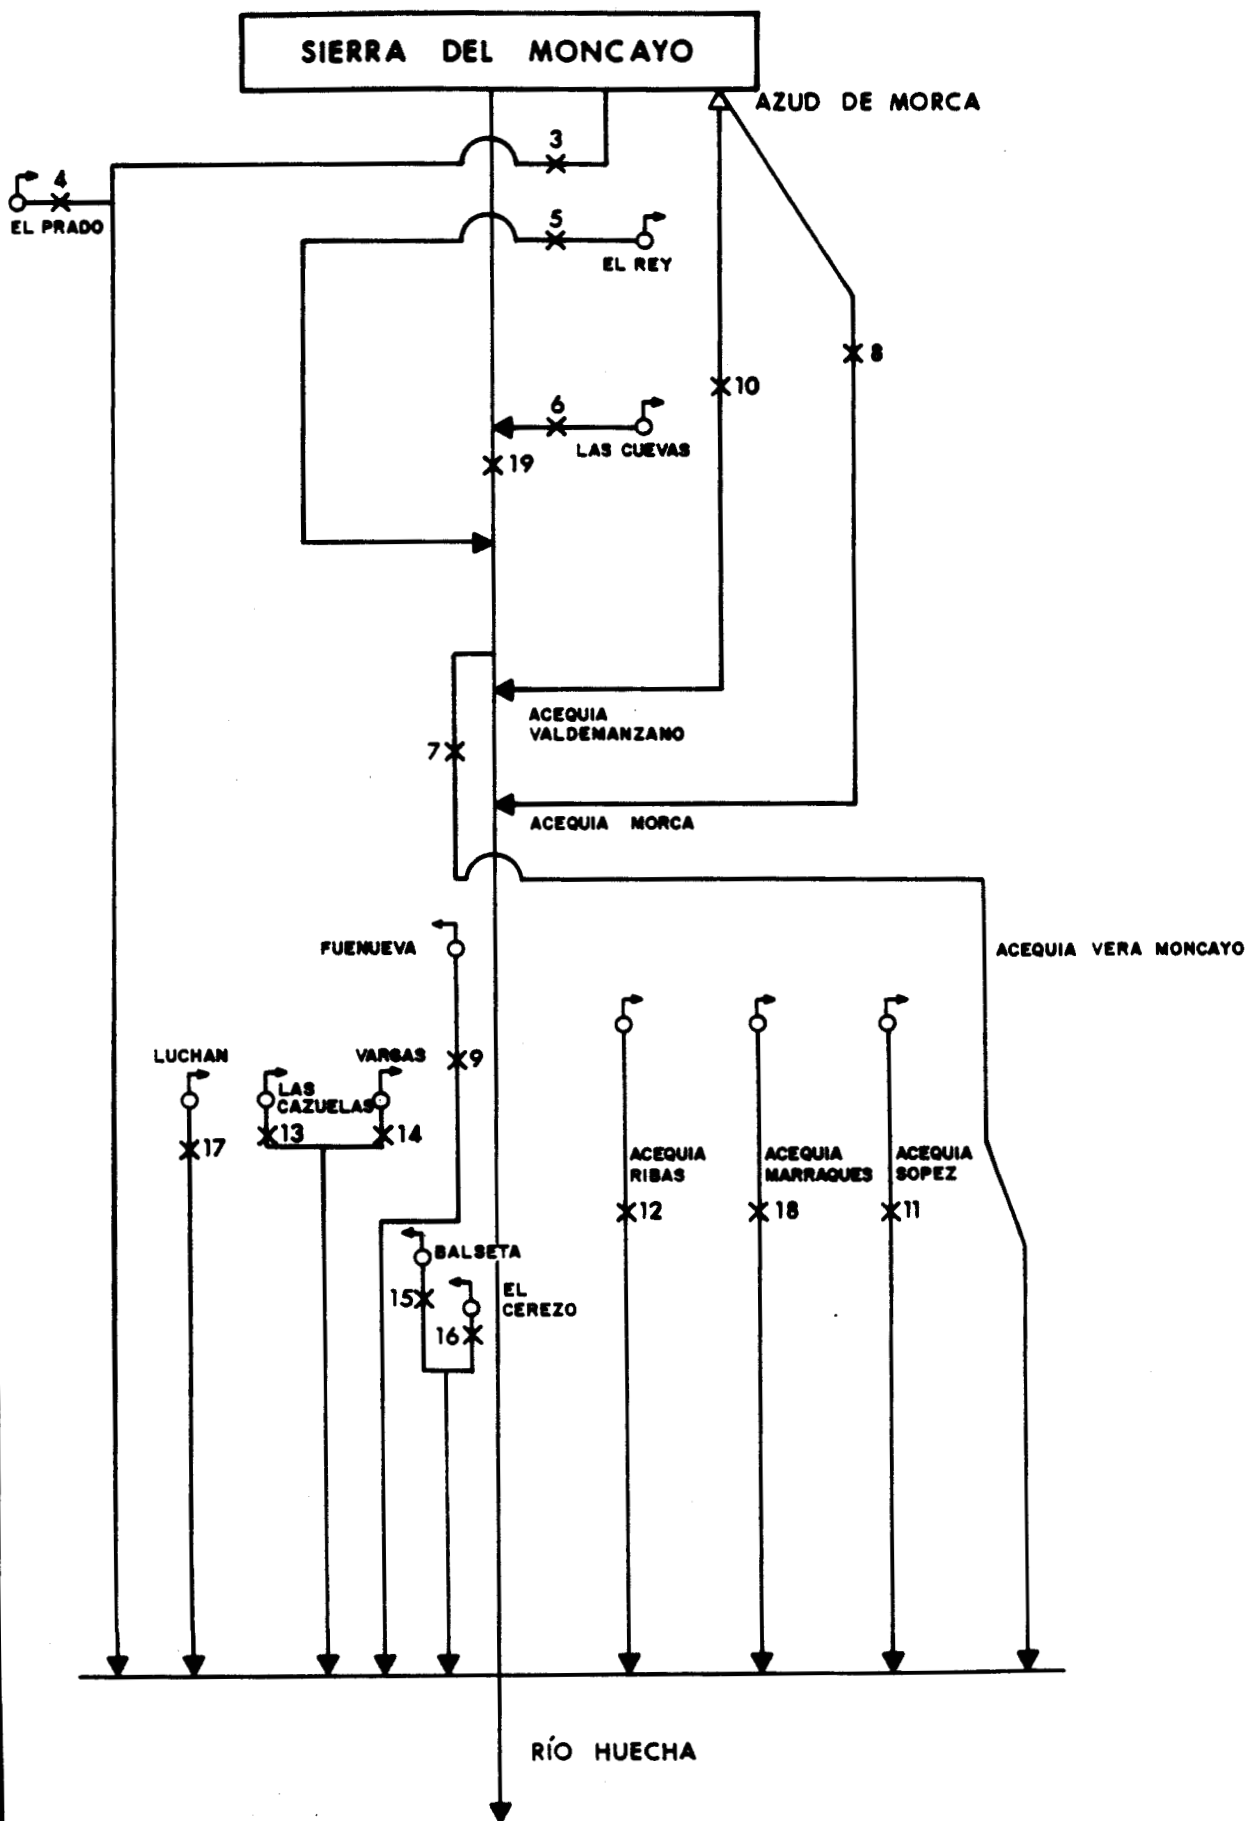 SIERRA DEL MONCAYO
AZUD DE MORCA
3
4
EL PRADO
5
EL REY
8
10
6
LAS CUEVAS
19
ACEQUIA
VALDEMANZANO
7
ACEQUIA MORCA
FUENUEVA
ACEQUIA VERA MONCAYO
LUCHAN
VARGAS
9
LAS
CAZUELAS
17
13
14
ACEQUIA
RIBAS
ACEQUIA
MARRAQUES
ACEQUIA
SOPEZ
12
18
11
BALSETA
15
EL
CEREZO
16
RÍO HUECHA